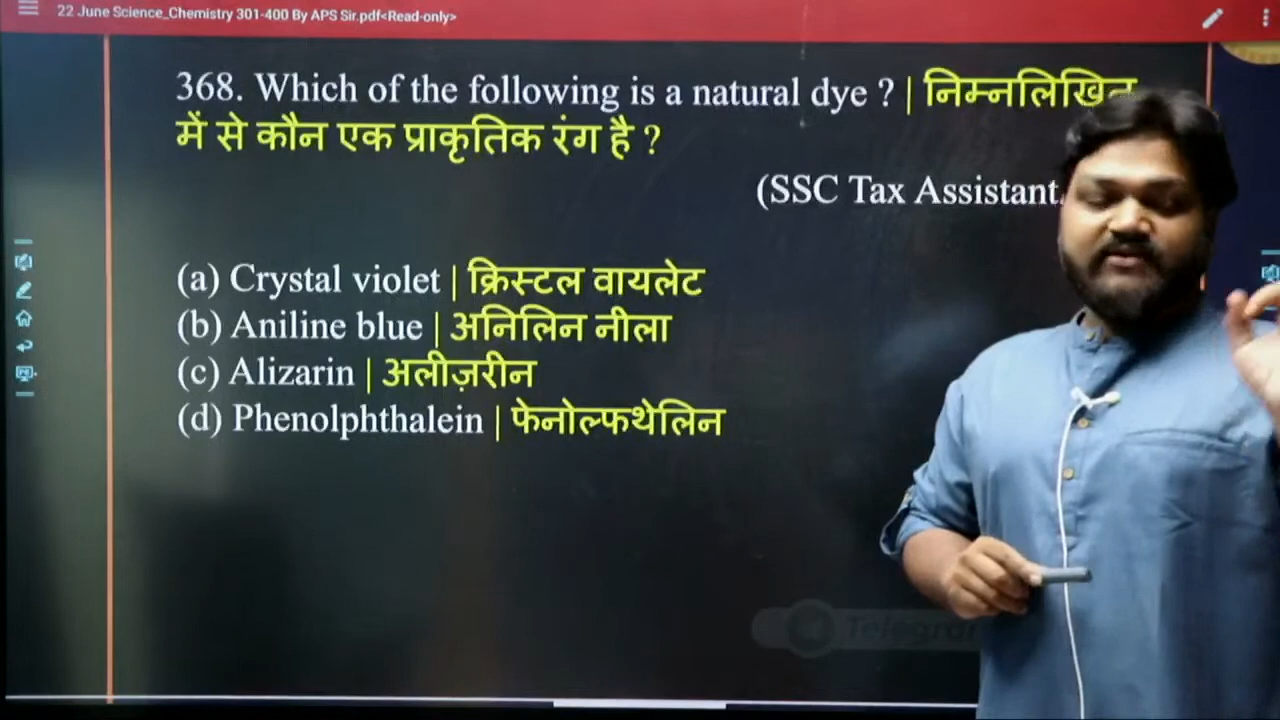 22 June Science_Chemistry 301-400 By APS Sir.pdf<Read-only>
368. Which of the following is a natural dye ? | निम्नलिखित
में से कौन एक प्राकृतिक रंग है ?
(SSC Tax Assistant
(a) Crystal violet | क्रिस्टल वायलेट
(b) Aniline blue | अनिलिन नीला
(c) Alizarin | अलीज़रीन
(d) Phenolphthalein | फेनोल्फथेलिन